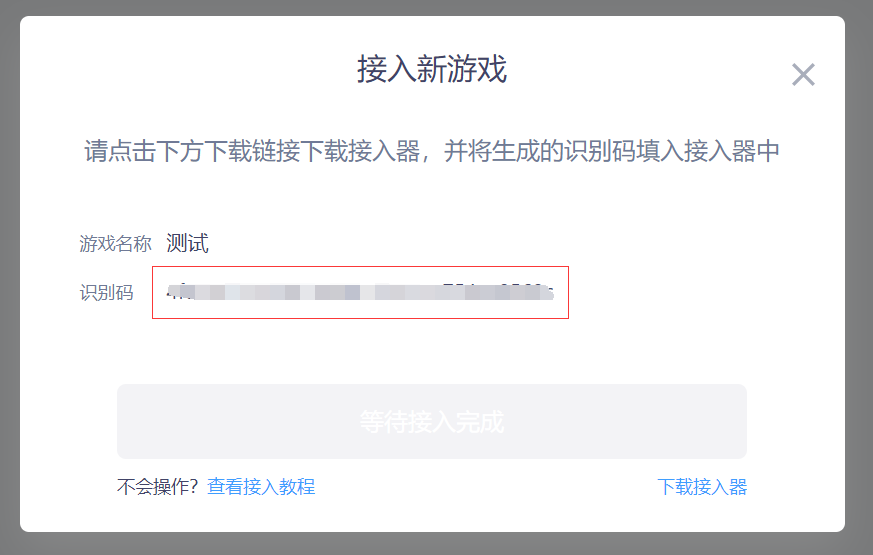 接入新游戏
请点击下方下载链接下载接入器，并将生成的识别码填入接入器中
游戏名称 测试
识别码
等待接入完成
不会操作？查看接入教程 下载接入器